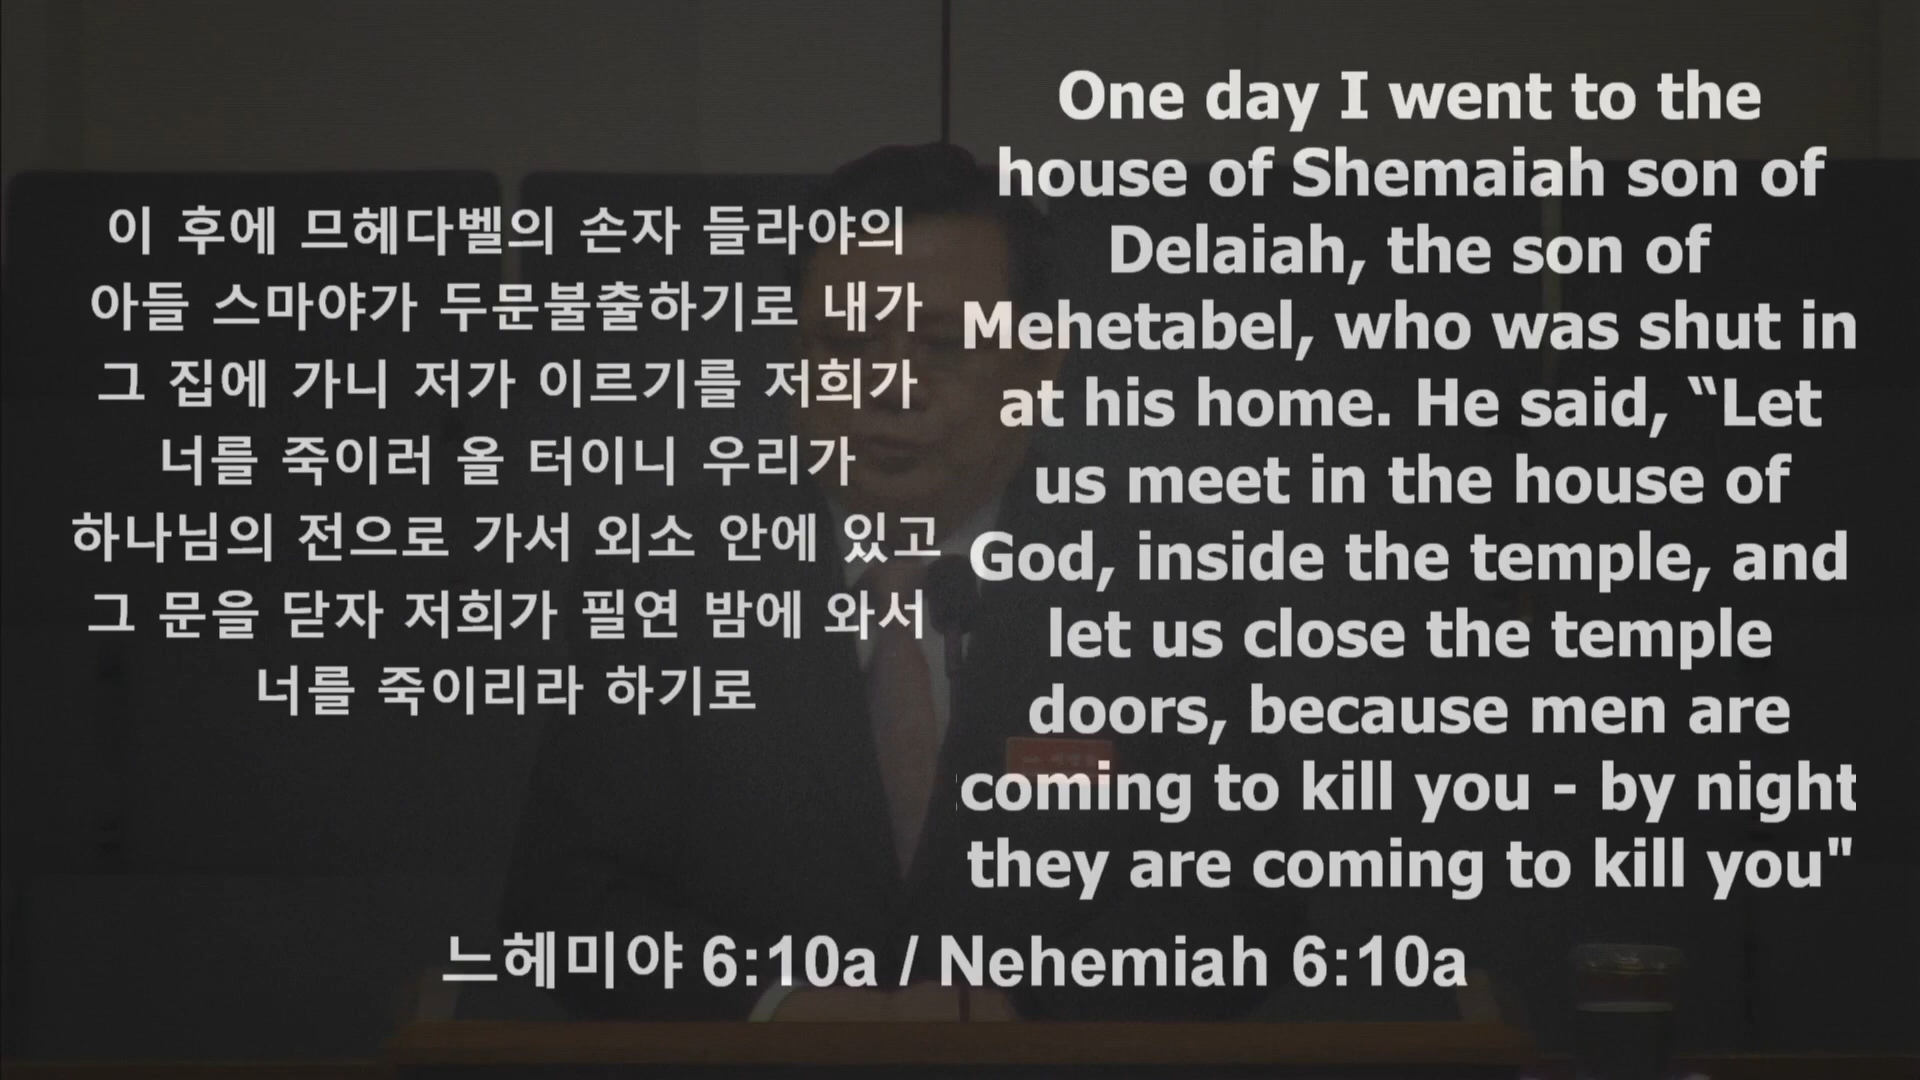 이 후에 므헤다벨의 손자 들라야의
아들 스마야가 두문불출하기로 내가
그 집에 가니 저가 이르기를 저희가
너를 죽이러 올 터이니 우리가
하나님의 전으로 가서 외소 안에 있고
그 문을 닫자 저희가 필연 밤에 와서
너를 죽이리라 하기로
One day I went to the
house of Shemaiah son of
Delaiah, the son of
Mehetabel, who was shut in
at his home. He said, “Let
us meet in the house of
God, inside the temple, and
let us close the temple
doors, because men are
coming to kill you - by night
they are coming to kill you"
느헤미야 6:10a / Nehemiah 6:10a